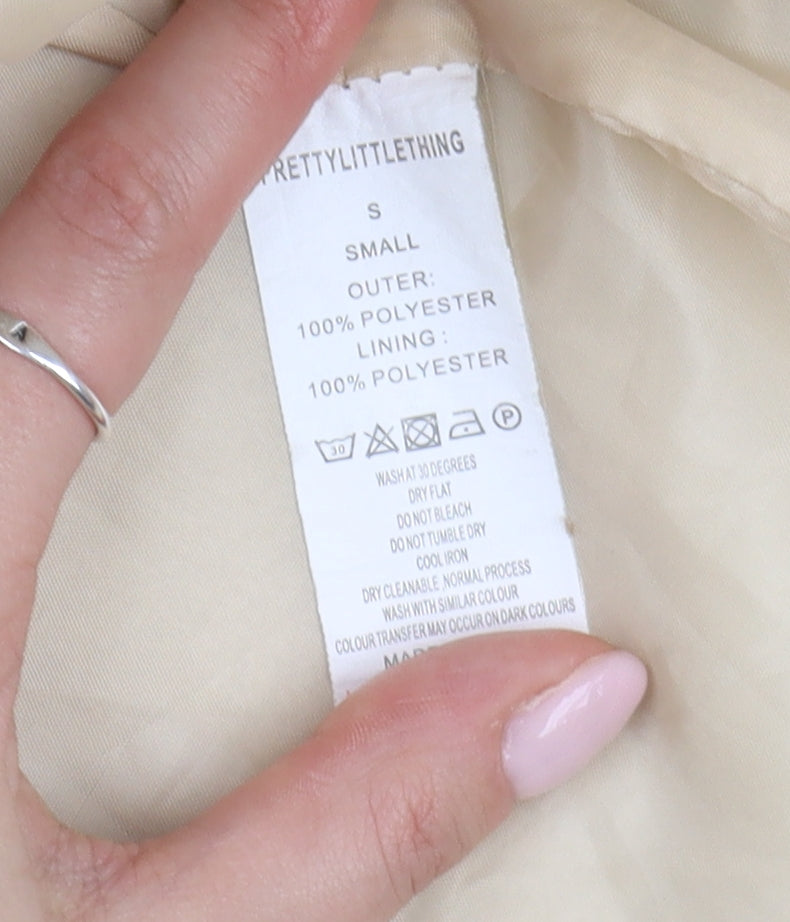 PRETTYLITTLETHING
S
SMALL
OUTER:
100% POLYESTER
LINING :
100% POLYESTER
30 P
WASH AT 30 DEGREES
DRY FLAT
DO NOT BLEACH
DO NOT TUMBLE DRY
COOL IRON
DRY CLEANABLE ,NORMAL PROCESS
WASH WITH SIMILAR COLOUR
COLOUR TRANSFER MAY OCCUR ON DARK COLOURS
A